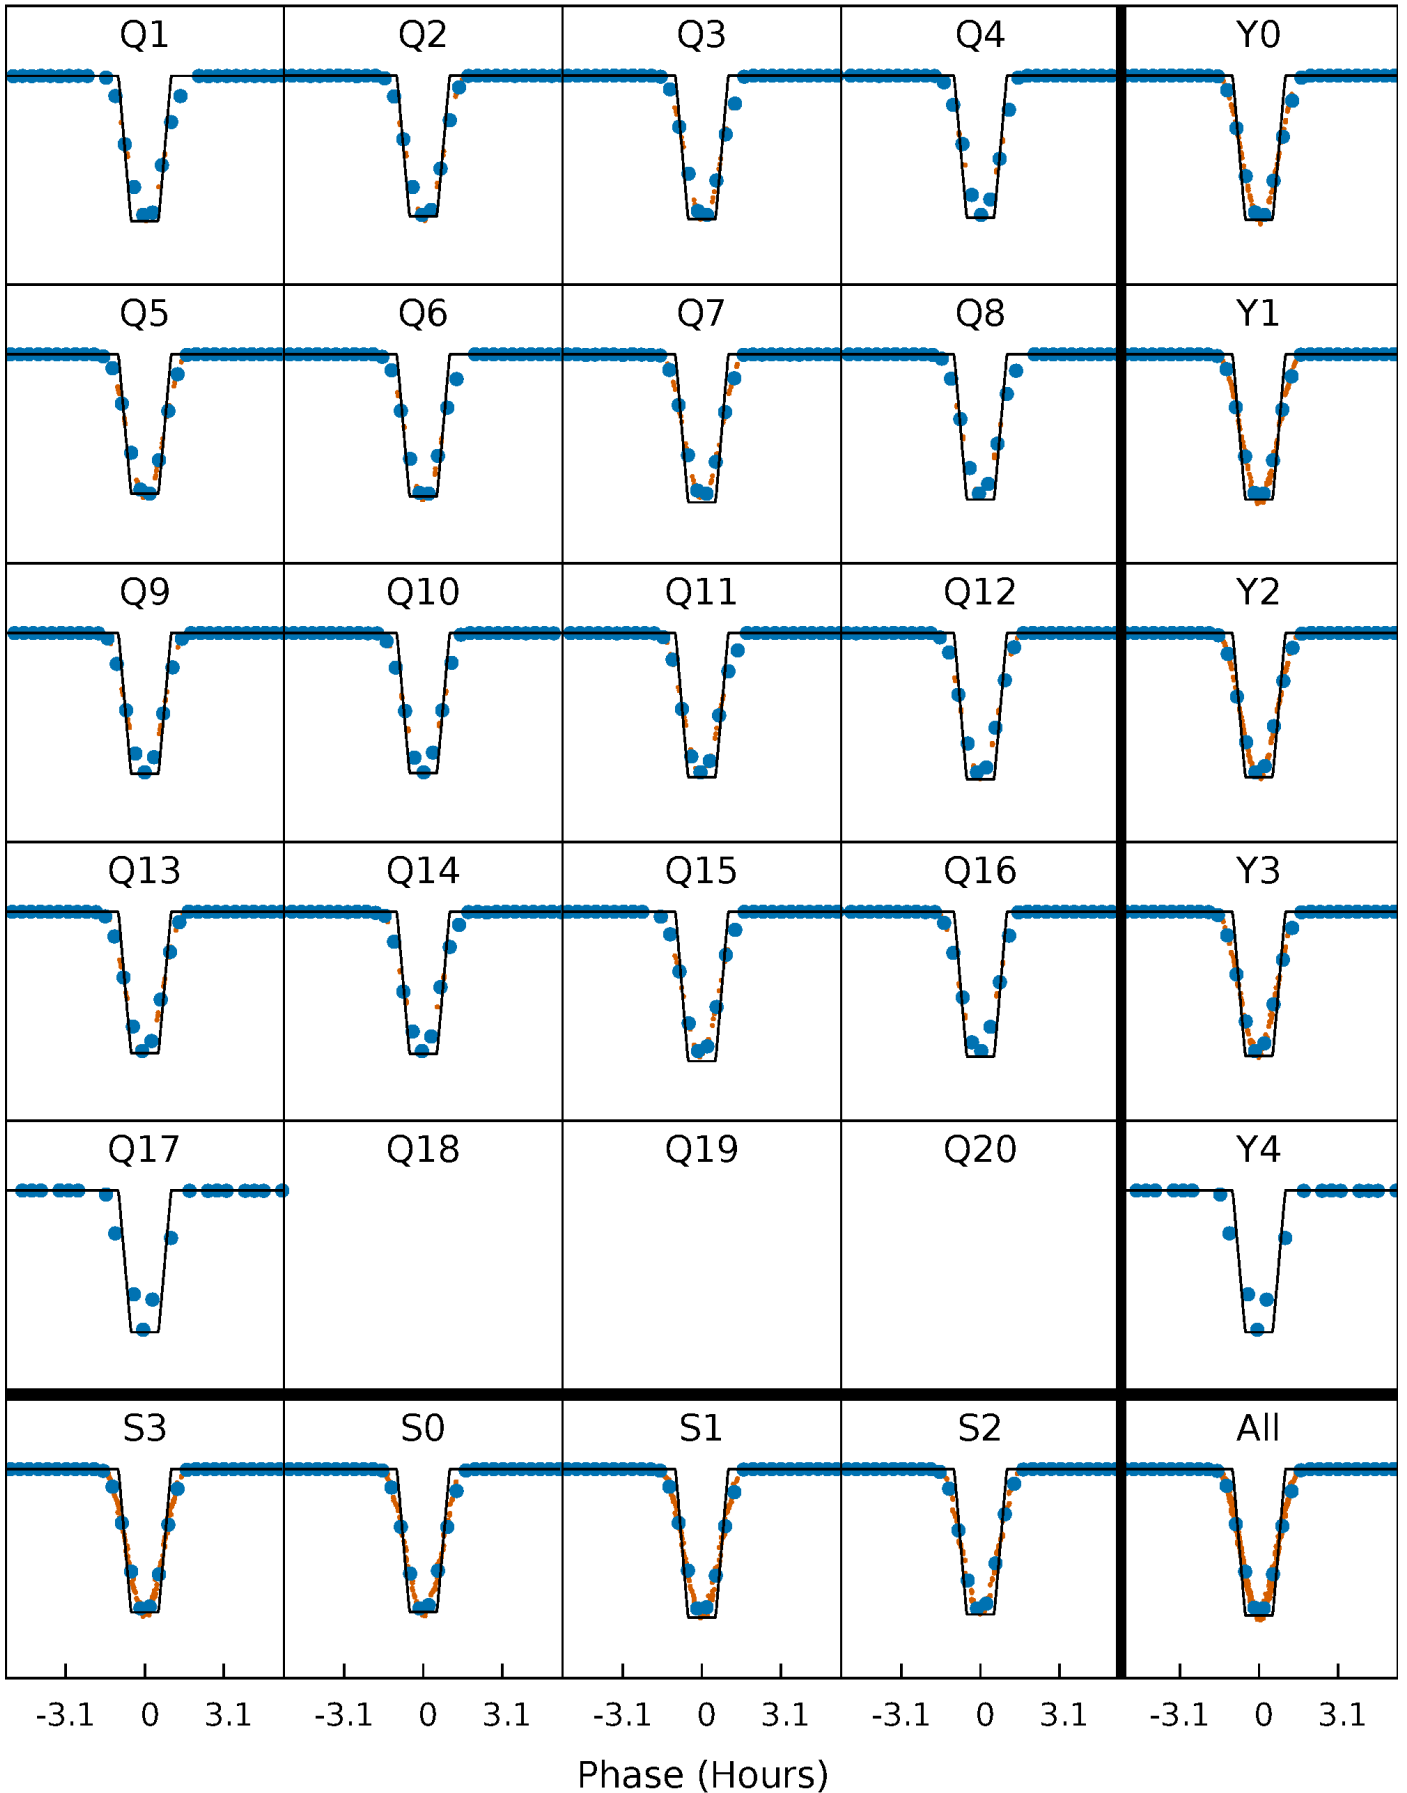 Q1 Q2 Q3 Q4 Y0
Q5 Q6 Q7 Q8 Y1
Q9 Q10 Q11 Q12 Y2
Q13 Q14 Q15 Q16 Y3
Q17 Q18 Q19 Q20 Y4
S3 S0 S1 S2 All
-3.1 0 3.1 -3.1 0 3.1 -3.1 0 3.1 -3.1 0 3.1 -3.1 0 3.1
Phase (Hours)